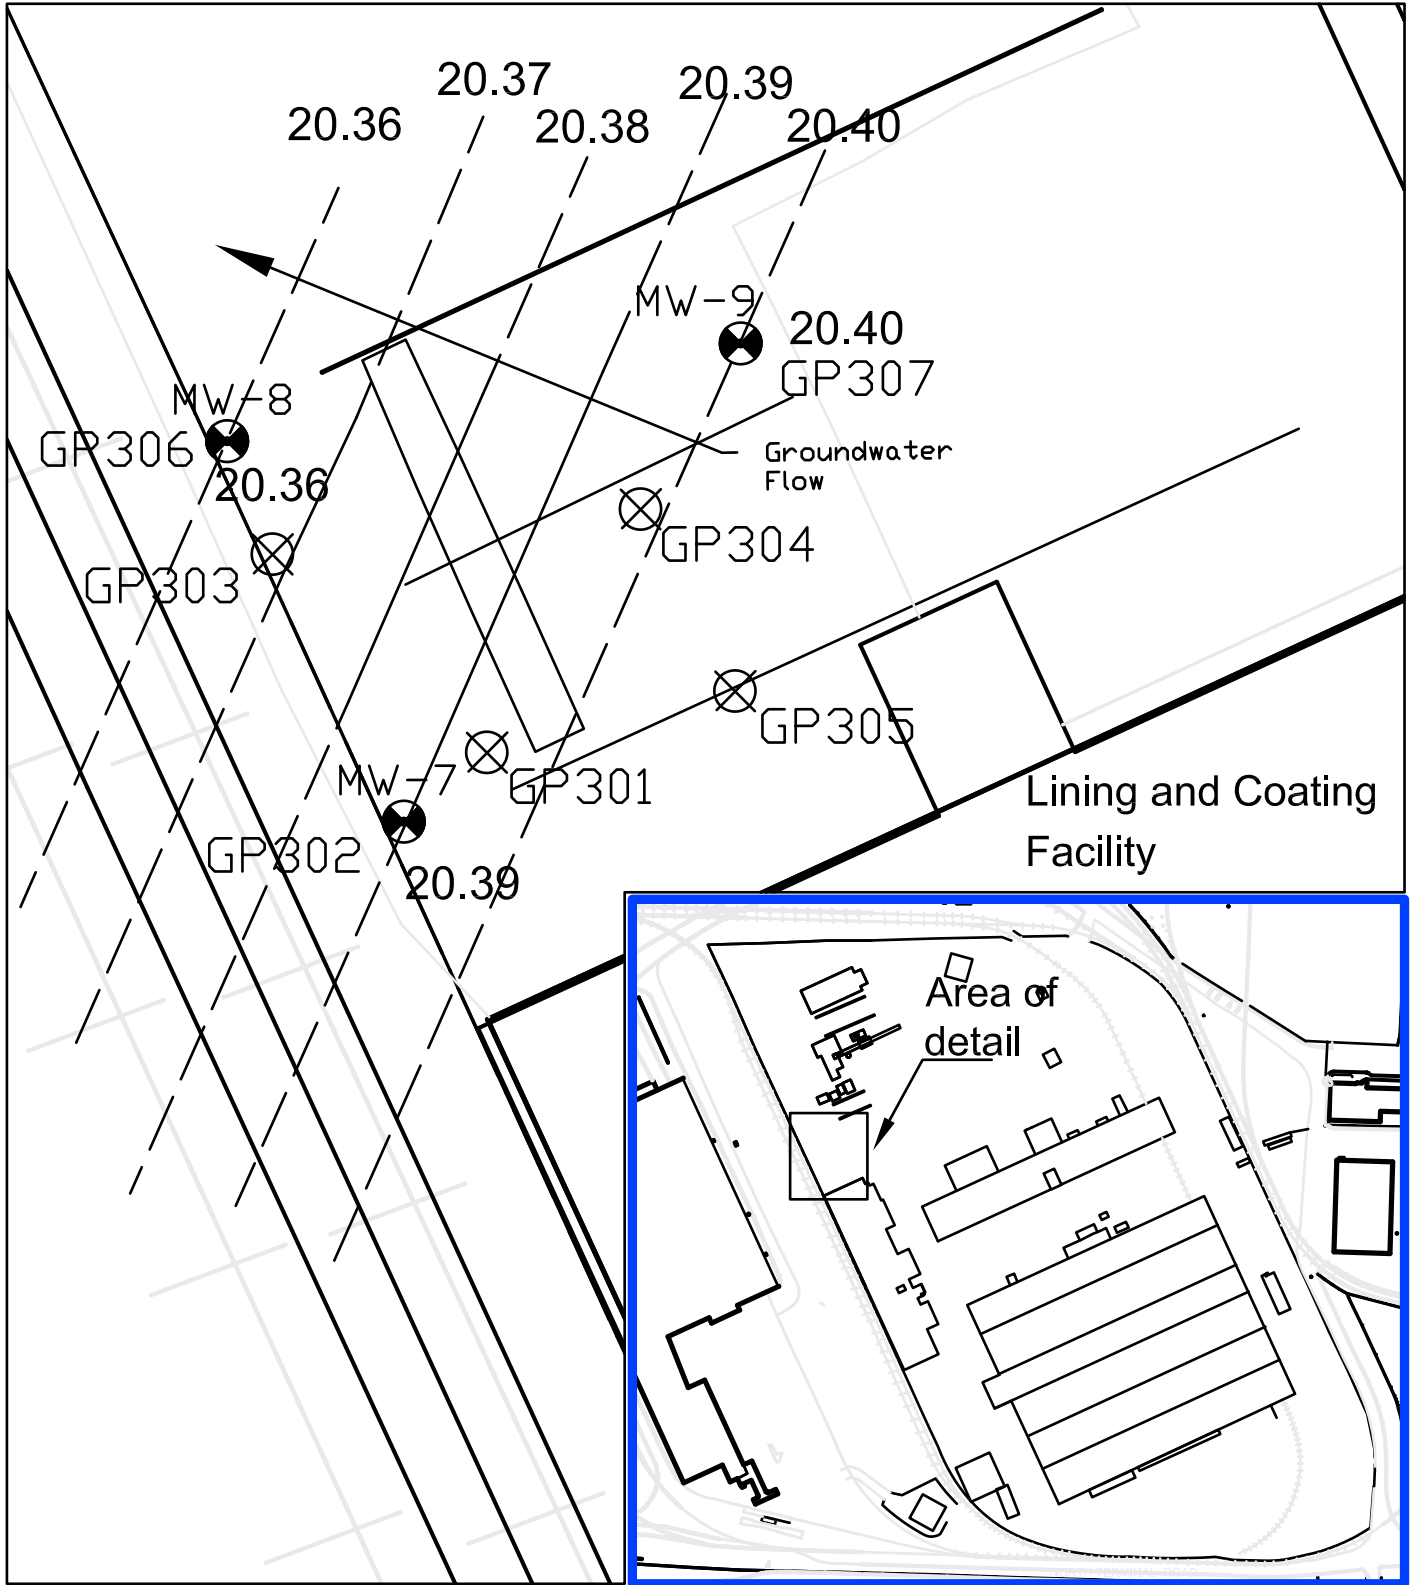 20.37
20.39
20.36
20.38
20.40
MW-9
20.40
GP307
MW-8
GP306
20.36
Groundwater
Flow
GP304
GP303
GP305
MW-7
GP301
GP302
20.39
Lining and Coating
Facility
Area of
detail